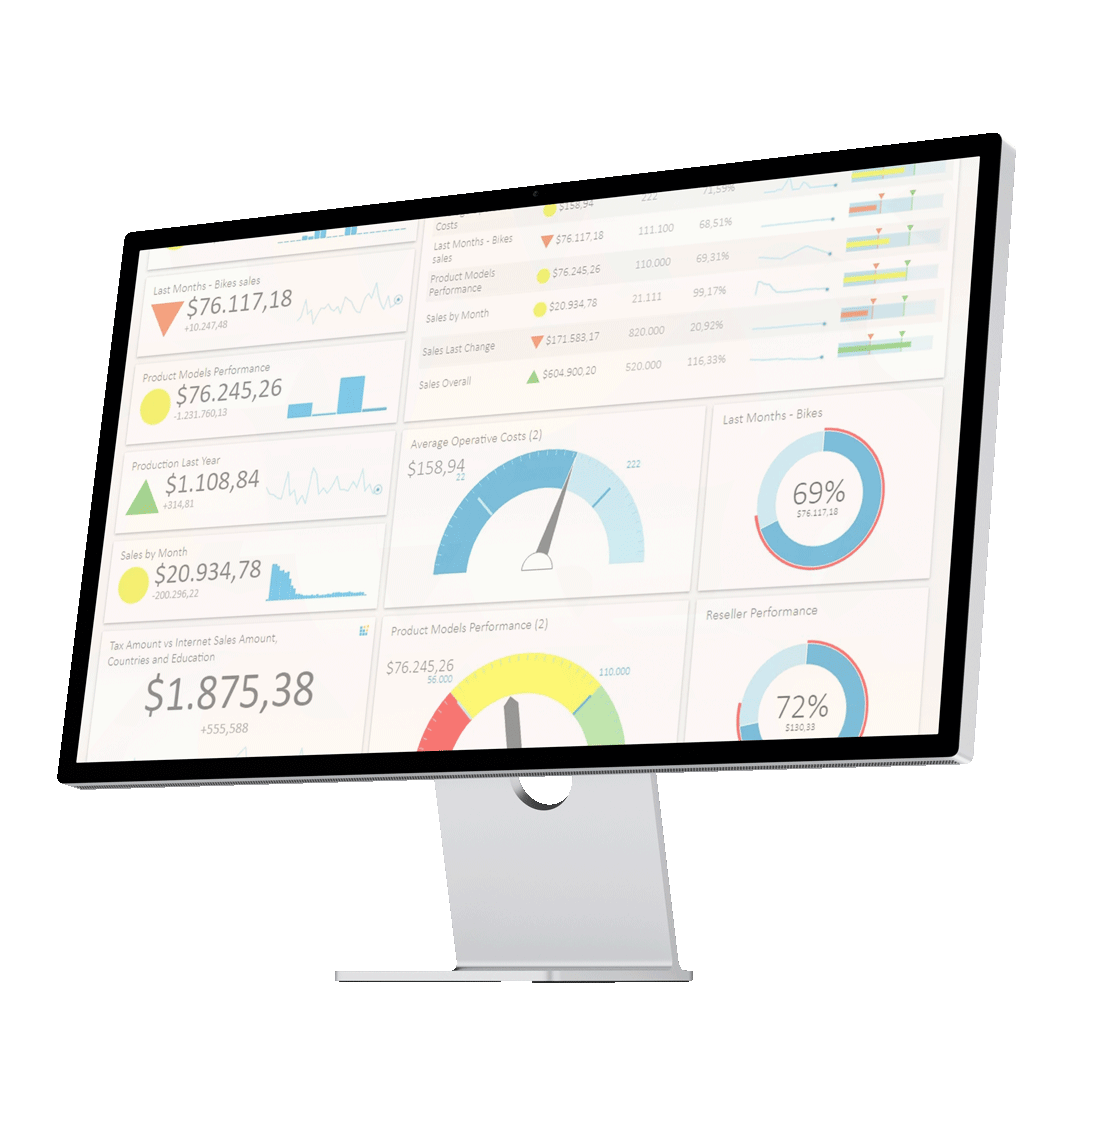 Last Months - Bikes sales
$76.117,18
+10.247,48
Product Models Performance
$76.245,26
-1.231.760,13
Production Last Year
$1.108,84
+314,81
Sales by Month
$20.934,78
-200.296,22
Tax Amount vs Internet Sales Amount,
Countries and Education
$1.875,38
+555,588
Costs
$158,94 222 71,59%
Last Months - Bikes
sales
$76.117,18 111.100 68,51%
Product Models
Performance
$76.245,26 110.000 69,31%
Sales by Month $20.934,78 21.111 99,17%
Sales Last Change $171.583,17 820.000 20,92%
Sales Overall $604.900,20 520.000 116,33%
Average Operative Costs (2)
$158,94
22
222
Last Months - Bikes
69%
$76.117,18
Product Models Performance (2)
$76.245,26
56.000
110.000
Reseller Performance
72%
$130,33